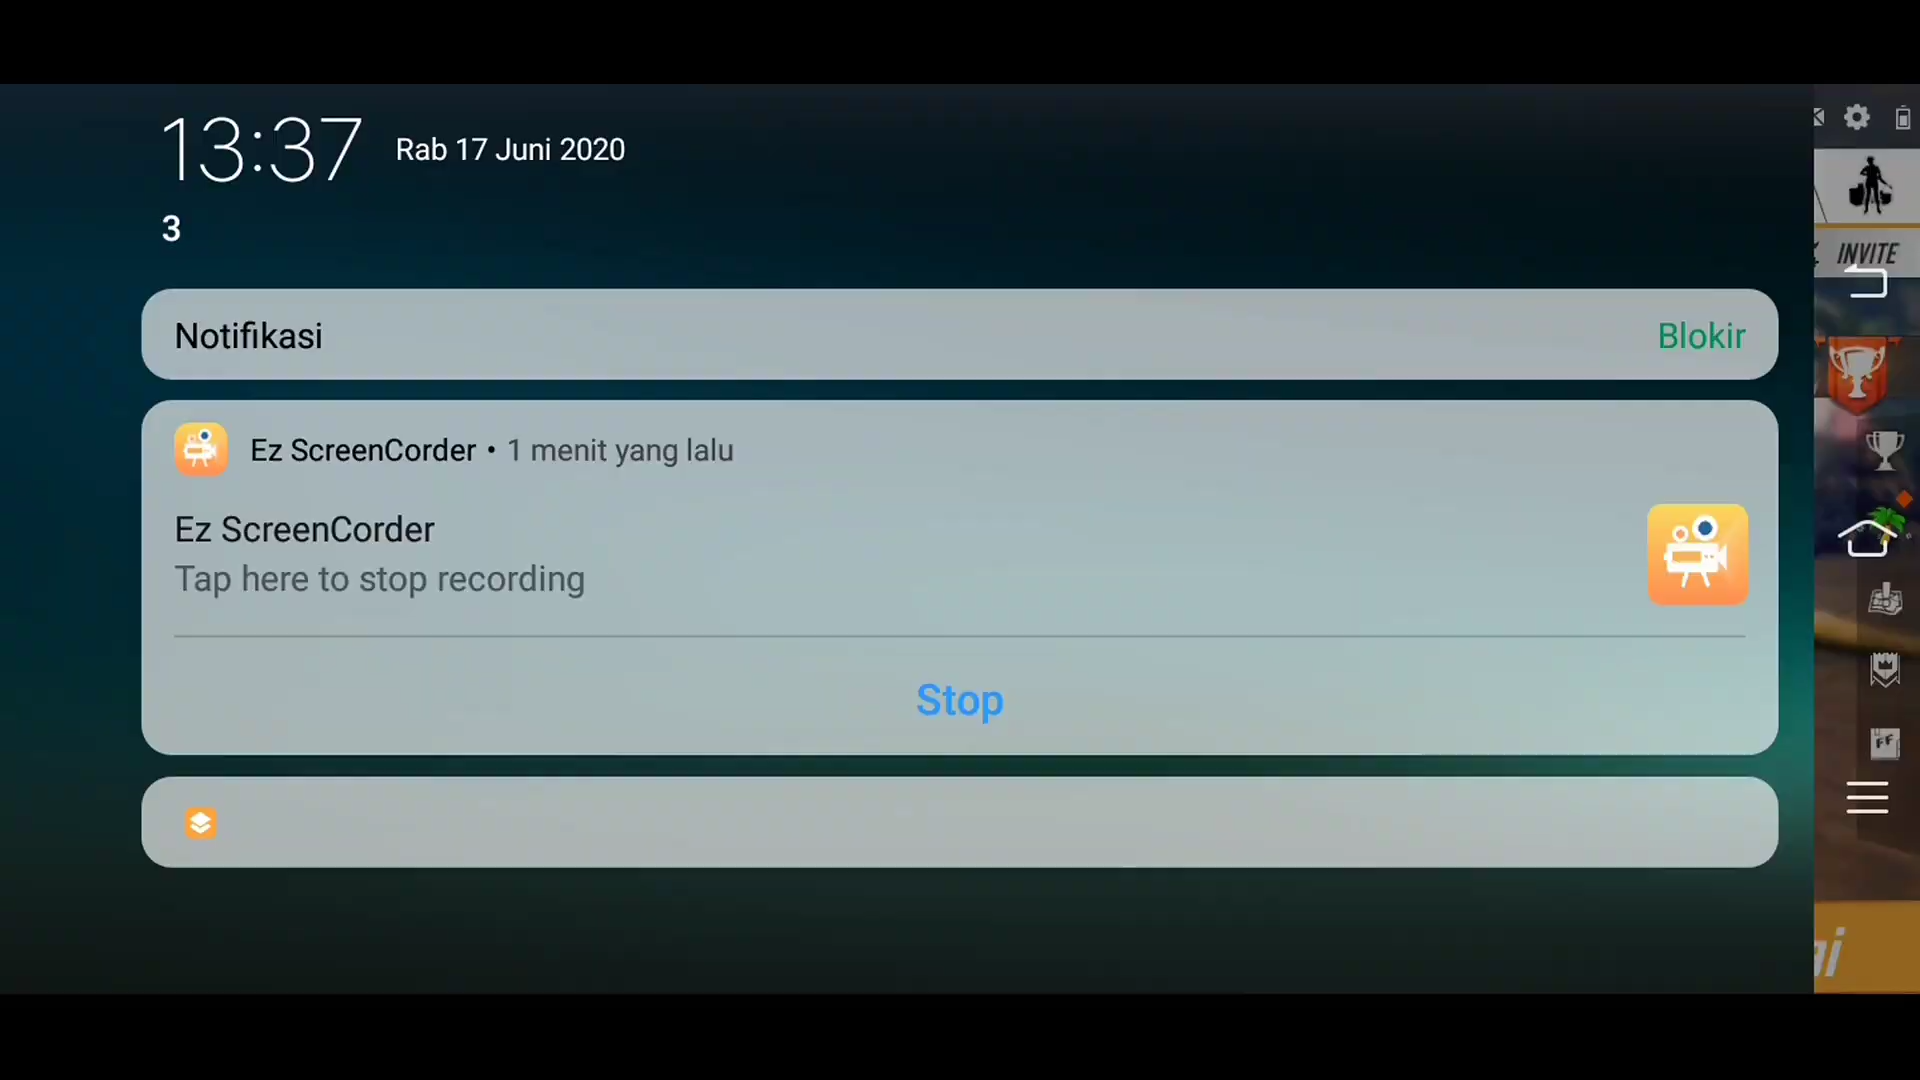 13:37 Rab 17 Juni 2020
3
INVITE
Notifikasi Blokir
Ez ScreenCorder • 1 menit yang lalu
Ez ScreenCorder
Tap here to stop recording
Stop
FF